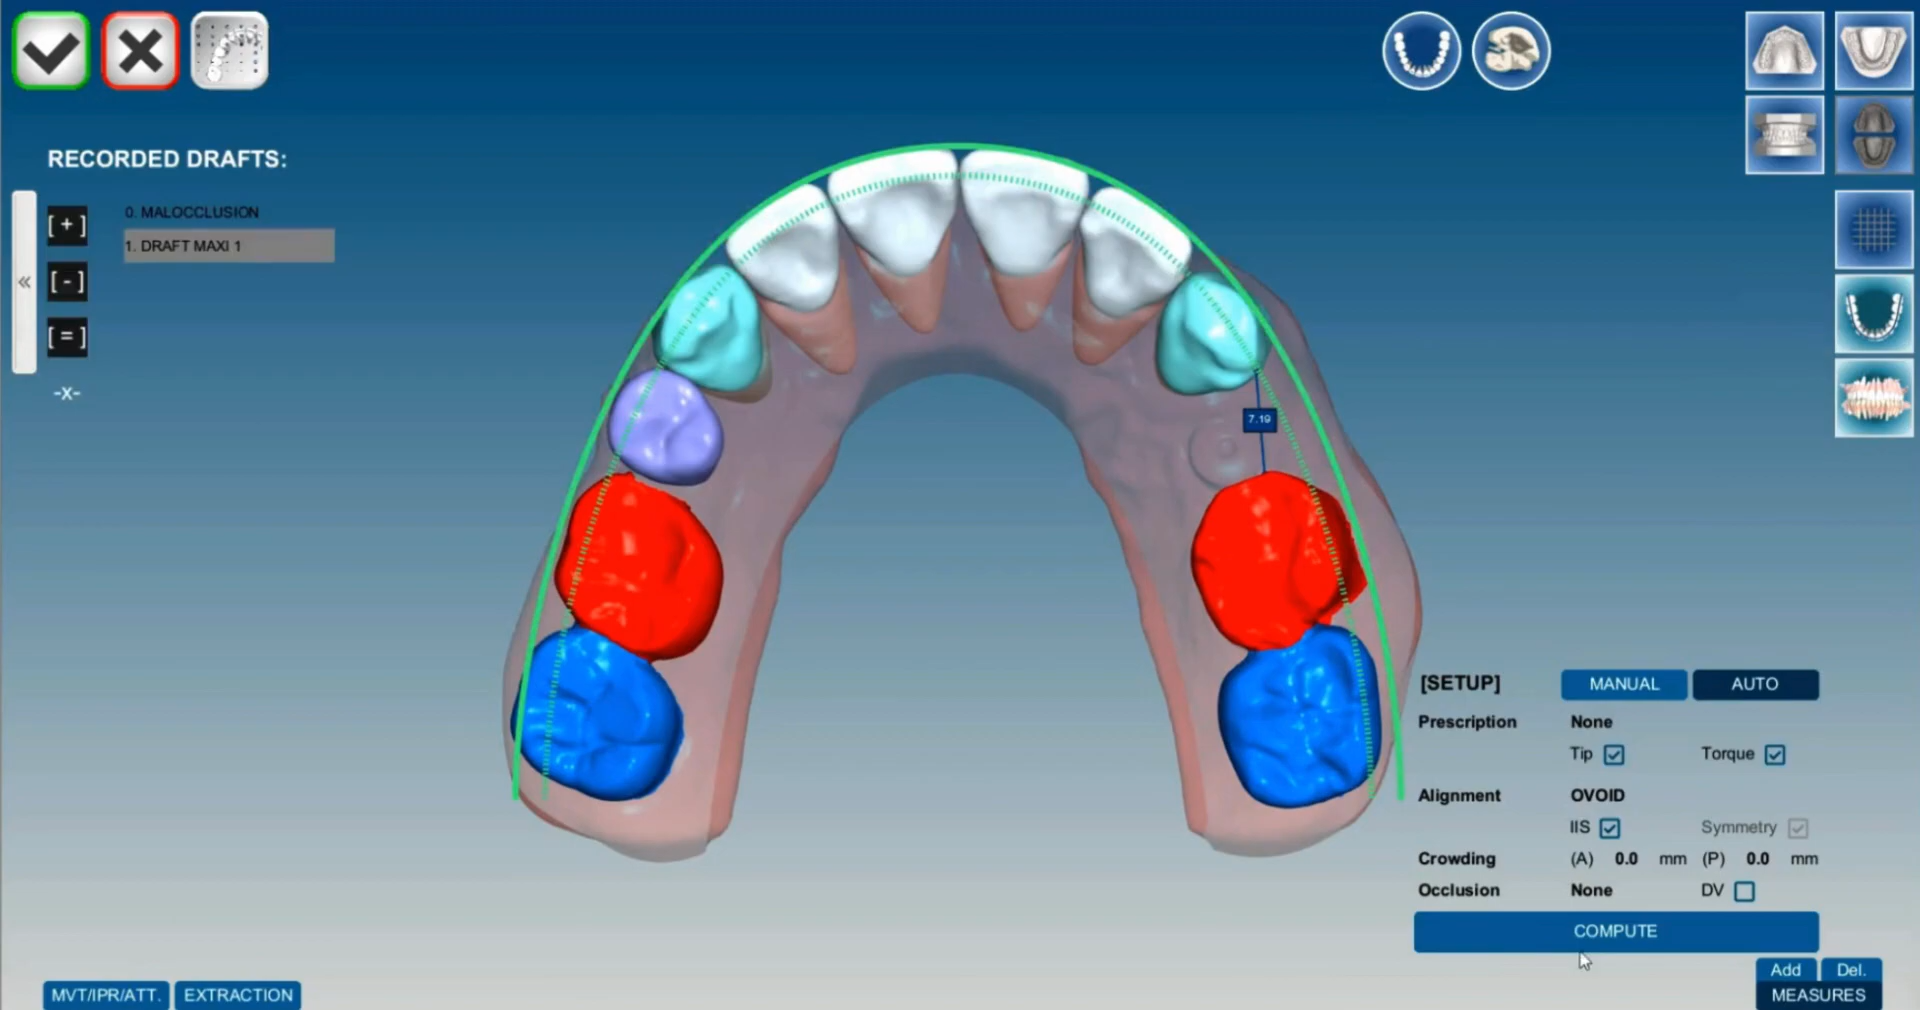 RECORDED DRAFTS:
[+]
0. MALOCCLUSION
1. DRAFT MAXI 1
«
[-]
[=]
-X-
7.19
[SETUP] MANUAL AUTO
Prescription None
Tip Torque
Alignment OVOID
IIS Symmetry
Crowding (A) 0.0 mm (P) 0.0 mm
Occlusion None DV
COMPUTE
Add Del.
MVT/IPR/ATT. EXTRACTION MEASURES